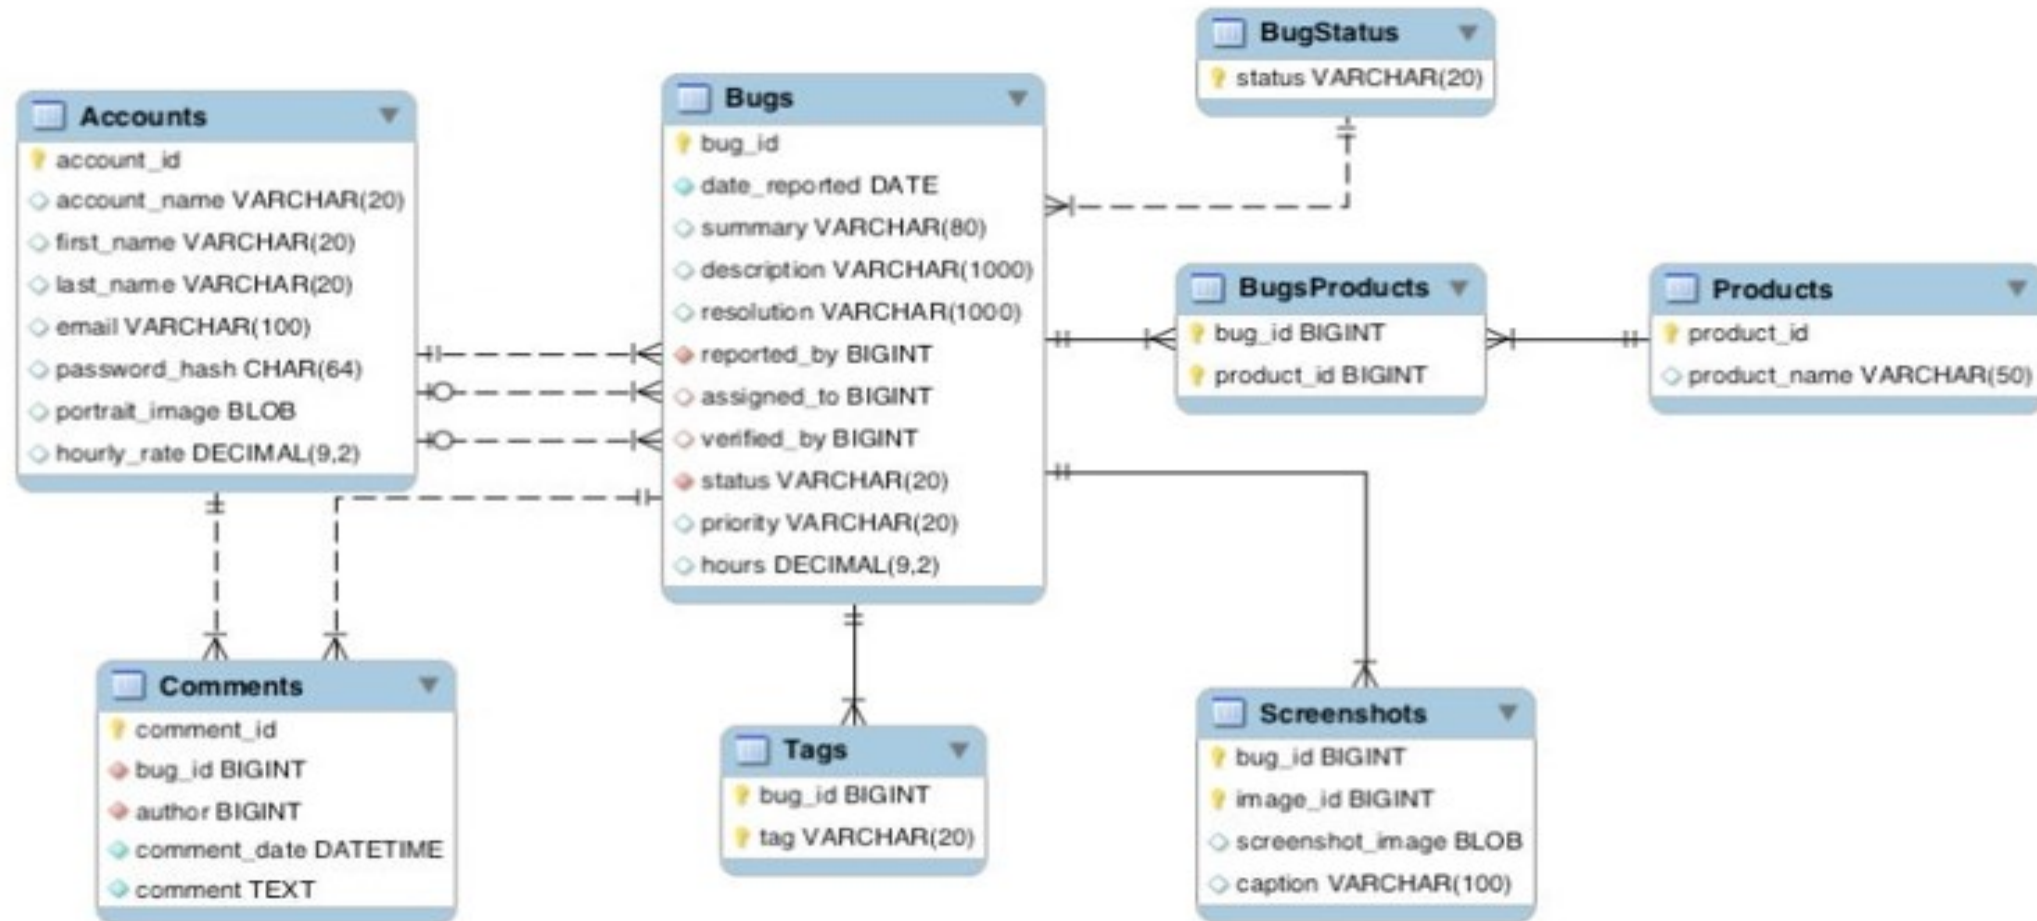 Accounts
account_id
account_name VARCHAR(20)
first_name VARCHAR(20)
last_name VARCHAR(20)
email VARCHAR(100)
password_hash CHAR(64)
portrait_image BLOB
hourly_rate DECIMAL(9,2)
Bugs
bug_id
date_reported DATE
summary VARCHAR(80)
description VARCHAR(1000)
resolution VARCHAR(1000)
reported_by BIGINT
assigned_to BIGINT
verified_by BIGINT
status VARCHAR(20)
priority VARCHAR(20)
hours DECIMAL(9,2)
BugStatus
status VARCHAR(20)
BugsProducts
bug_id BIGINT
product_id BIGINT
Products
product_id
product_name VARCHAR(50)
Comments
comment_id
bug_id BIGINT
author BIGINT
comment_date DATETIME
comment TEXT
Tags
bug_id BIGINT
tag VARCHAR(20)
Screenshots
bug_id BIGINT
image_id BIGINT
screenshot_image BLOB
caption VARCHAR(100)